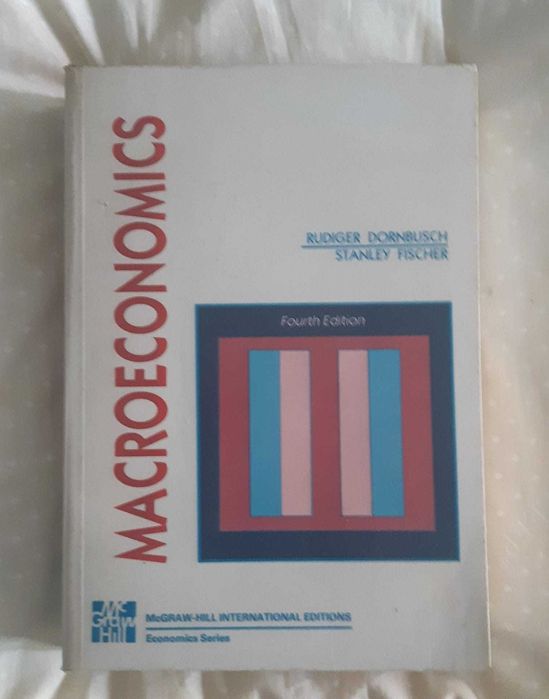 MACROECONOMICS
RUDIGER DORNBUSCH
STANLEY FISCHER
Fourth Edition
Mc
Graw
Hill
McGRAW-HILL INTERNATIONAL EDITIONS
Economics Series